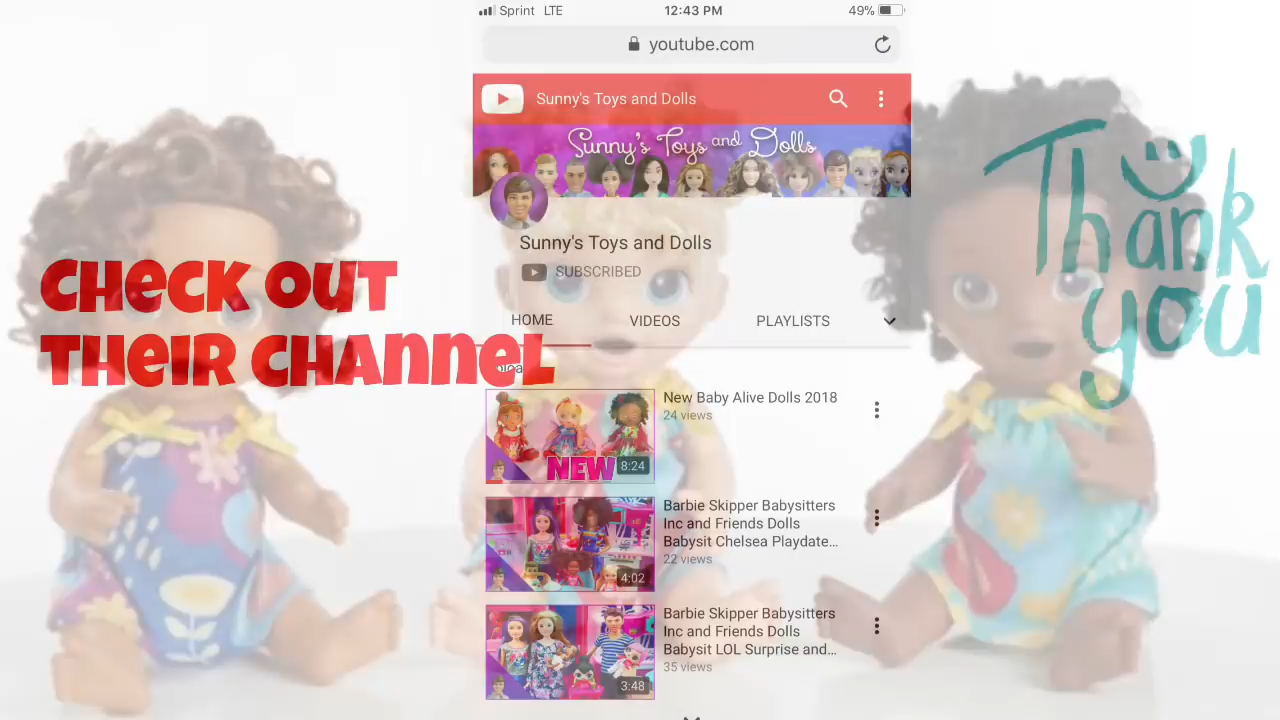 Sprint LTE 12:43 PM 49%
youtube.com
Sunny's Toys and Dolls
Sunny's Toys and Dolls
Sunny's Toys and Dolls
SUBSCRIBED
HOME VIDEOS PLAYLISTS
CHECK OUT
THEIR CHANNEL
Thank
you
New Baby Alive Dolls 2018
24 views
NEW 8:24
Barbie Skipper Babysitters
Inc and Friends Dolls
Babysit Chelsea Playdate...
22 views
4:02
Barbie Skipper Babysitters
Inc and Friends Dolls
Babysit LOL Surprise and...
35 views
3:48